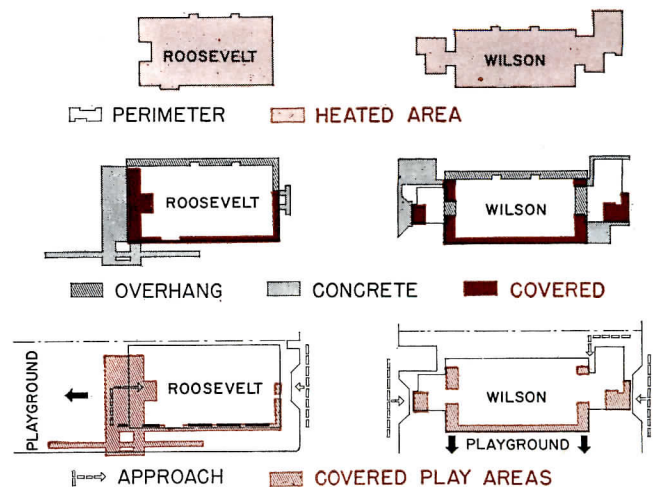 ROOSEVELT
WILSON
PERIMETER
HEATED AREA
ROOSEVELT
WILSON
OVERHANG
CONCRETE
COVERED
PLAYGROUND
ROOSEVELT
WILSON
PLAYGROUND
APPROACH
COVERED PLAY AREAS